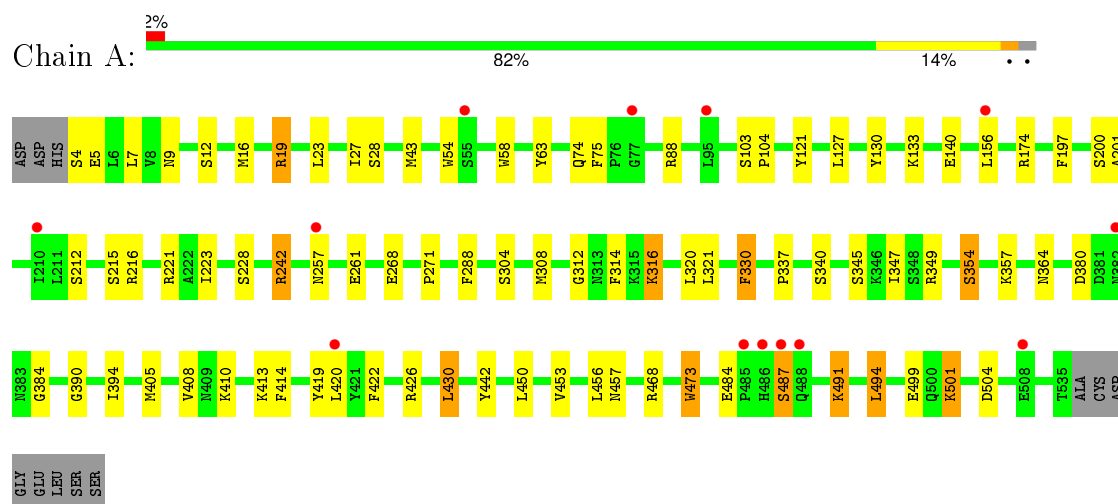 2%
Chain A:
82% 14% • •
ASP ASP HIS S4 E5 L6 L7 V8 N9 S12 M16 R19 L23 I27 S28 M43 W54 S55 W58 Y63 Q74 F75 P76 G77 R88 L95 S103 P104 Y121 L127 Y130 K133 E140 L156 R174 F197 S200 A201
I210 L211 S212 S215 R216 R221 A222 I223 S228 R242 N257 E261 E268 P271 F288 S304 M308 G312 N313 F314 K315 K316 L320 L321 F330 P337 S340 S345 K346 I347 S348 R349 S354 K357 N364 D380 D381 N382
N383 G384 G390 I394 M405 V408 N409 K410 K413 F414 Y419 L420 Y421 F422 R426 L430 Y442 L450 V453 L456 N457 R468 W473 E484 P485 H486 S487 Q488 K491 L494 E499 Q500 K501 D504 E508 T535 ALA CYS ASP
GLY GLU LEU SER SER